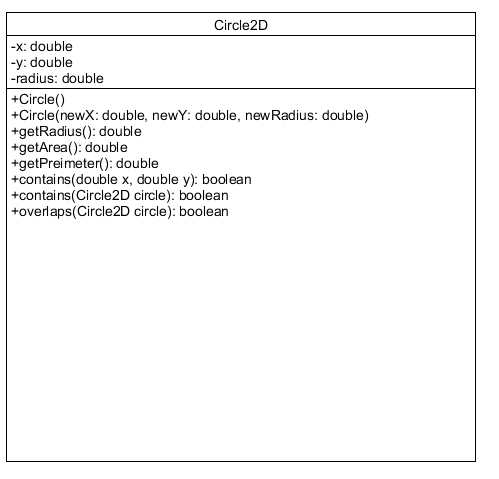 Circle2D
-x: double
-y: double
-radius: double
+Circle()
+Circle(newX: double, newY: double, newRadius: double)
+getRadius(): double
+getArea(): double
+getPreimeter(): double
+contains(double x, double y): boolean
+contains(Circle2D circle): boolean
+overlaps(Circle2D circle): boolean